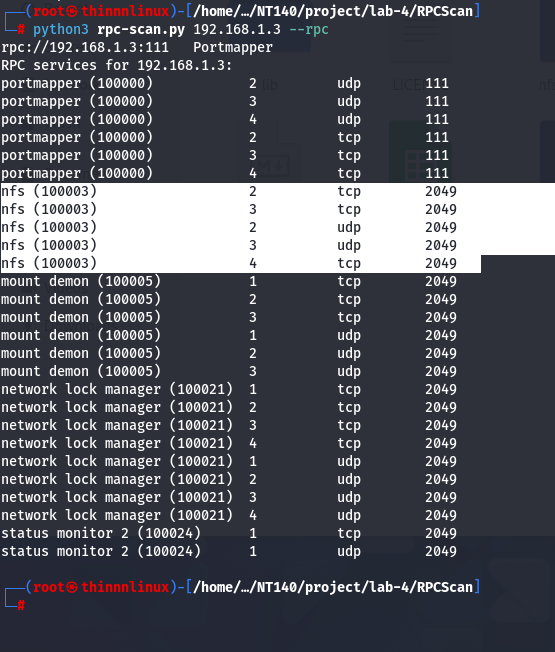 (root㉿thinnnlinux)-[/home/…/NT140/project/lab-4/RPCScan]
# python3 rpc-scan.py 192.168.1.3 --rpc
rpc://192.168.1.3:111 Portmapper
RPC services for 192.168.1.3:
portmapper (100000) 2 udp 111
portmapper (100000) 3 udp 111
portmapper (100000) 4 udp 111
portmapper (100000) 2 tcp 111
portmapper (100000) 3 tcp 111
portmapper (100000) 4 tcp 111
nfs (100003) 2 tcp 2049
nfs (100003) 3 tcp 2049
nfs (100003) 2 udp 2049
nfs (100003) 3 udp 2049
nfs (100003) 4 tcp 2049
mount demon (100005) 1 tcp 2049
mount demon (100005) 2 tcp 2049
mount demon (100005) 3 tcp 2049
mount demon (100005) 1 udp 2049
mount demon (100005) 2 udp 2049
mount demon (100005) 3 udp 2049
network lock manager (100021) 1 tcp 2049
network lock manager (100021) 2 tcp 2049
network lock manager (100021) 3 tcp 2049
network lock manager (100021) 4 tcp 2049
network lock manager (100021) 1 udp 2049
network lock manager (100021) 2 udp 2049
network lock manager (100021) 3 udp 2049
network lock manager (100021) 4 udp 2049
status monitor 2 (100024) 1 tcp 2049
status monitor 2 (100024) 1 udp 2049
(root㉿thinnnlinux)-[/home/…/NT140/project/lab-4/RPCScan]
#